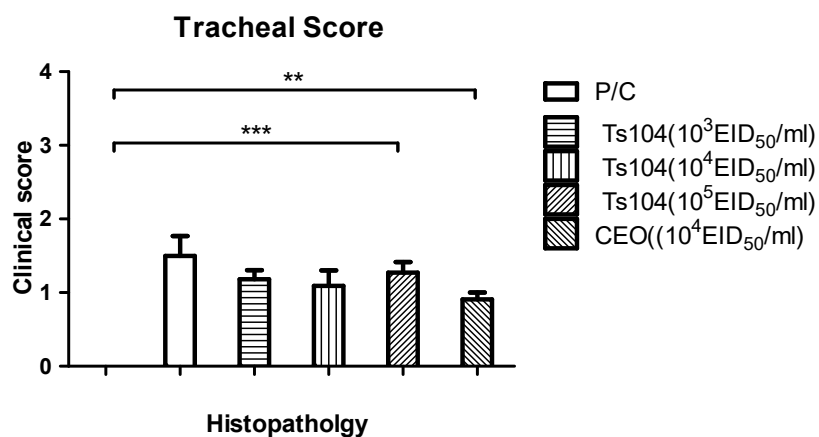 Tracheal Score
Clinical score
4
3
2
1
0
**
***
Histopatholgy
P/C
Ts104(10³EID₅₀/ml)
Ts104(10⁴EID₅₀/ml)
Ts104(10⁵EID₅₀/ml)
CEO((10⁴EID₅₀/ml)